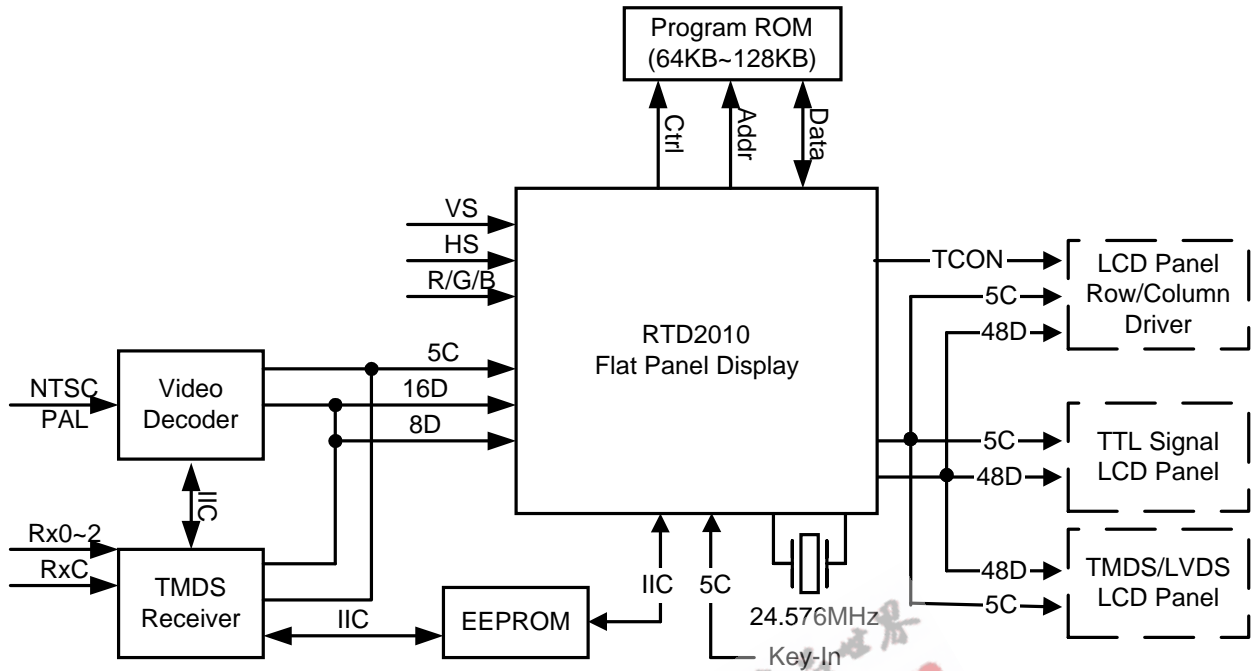 Program ROM
(64KB~128KB)
Ctrl
Addr
Data
VS
HS
R/G/B
RTD2010
Flat Panel Display
TCON
LCD Panel
Row/Column
Driver
5C
48D
NTSC
PAL
Video
Decoder
5C
16D
8D
5C
48D
TTL Signal
LCD Panel
IIC
Rx0~2
RxC
TMDS
Receiver
IIC
EEPROM
IIC
5C
24.576MHz
Key-In
48D
5C
TMDS/LVDS
LCD Panel